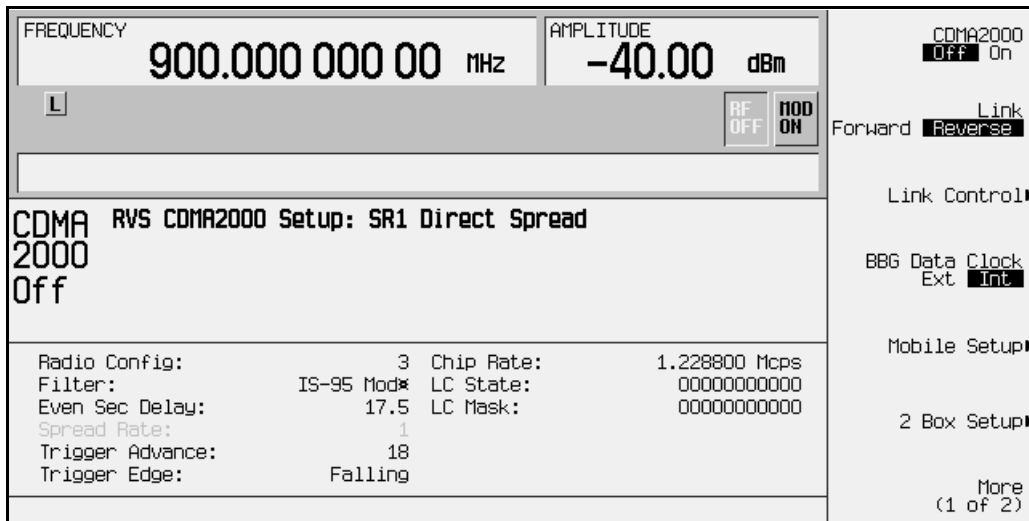 FREQUENCY
900.000 000 00 MHz
AMPLITUDE
-40.00 dBm
L
RF OFF
MOD ON
CDMA 2000 Off
RVS CDMA2000 Setup: SR1 Direct Spread
Radio Config: 3 Chip Rate: 1.228800 Mcps
Filter: IS-95 Mod¤ LC State: 00000000000
Even Sec Delay: 17.5 LC Mask: 00000000000
Spread Rate: 1
Trigger Advance: 18
Trigger Edge: Falling
CDMA2000
Off On
Link
Forward Reverse
Link Control
BBG Data Clock
Ext Int
Mobile Setup
2 Box Setup
More
(1 of 2)